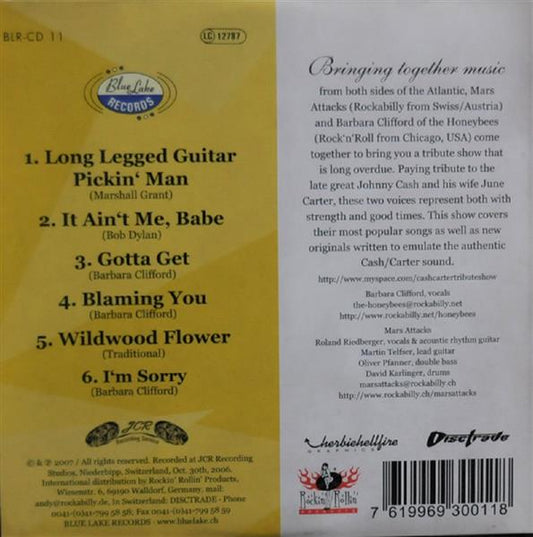 BLR-CD 11
LC 12787
Blue Lake
RECORDS
1. Long Legged Guitar
Pickin' Man
(Marshall Grant)
2. It Ain't Me, Babe
(Bob Dylan)
3. Gotta Get
(Barbara Clifford)
4. Blaming You
(Barbara Clifford)
5. Wildwood Flower
(Traditional)
6. I'm Sorry
(Barbara Clifford)
JCR
Recording Service
© & ℗ 2007 / All rights reserved. Recorded at JCR Recording
Studios, Niederbipp, Switzerland, Oct. 30th, 2006.
International distribution by Rockin' Rollin' Products,
Wiesenstr. 6, 69190 Walldorf, Germany, mail:
andy@rockabilly.de, In Switzerland: DISCTRADE - Phone
0041-(0)41-799 58 58, Fax: 0041-(0)41-799 58 59
BLUE LAKE RECORDS - www.bluelake.ch
Bringing together music
from both sides of the Atlantic, Mars
Attacks (Rockabilly from Swiss/Austria)
and Barbara Clifford of the Honeybees
(Rock'n'Roll from Chicago, USA) come
together to bring you a tribute show that
is long overdue. Paying tribute to the
late great Johnny Cash and his wife June
Carter, these two voices represent both with
strength and good times. This show covers
their most popular songs as well as new
originals written to emulate the authentic
Cash/Carter sound.
http://www.myspace.com/cashcartertributeshow
Barbara Clifford, vocals
the-honeybees@rockabilly.net
http://www.rockabilly.net/honeybees
Mars Attacks
Roland Riedberger, vocals & acoustic rhythm guitar
Martin Telfser, lead guitar
Oliver Pfanner, double bass
David Karlinger, drums
marsattacks@rockabilly.ch
http://www.rockabilly.ch/marsattacks
herbiehellfire
GRAPHICS
Disctrade
Rockin' Rollin'
PRODUCTS
7 619969 300118